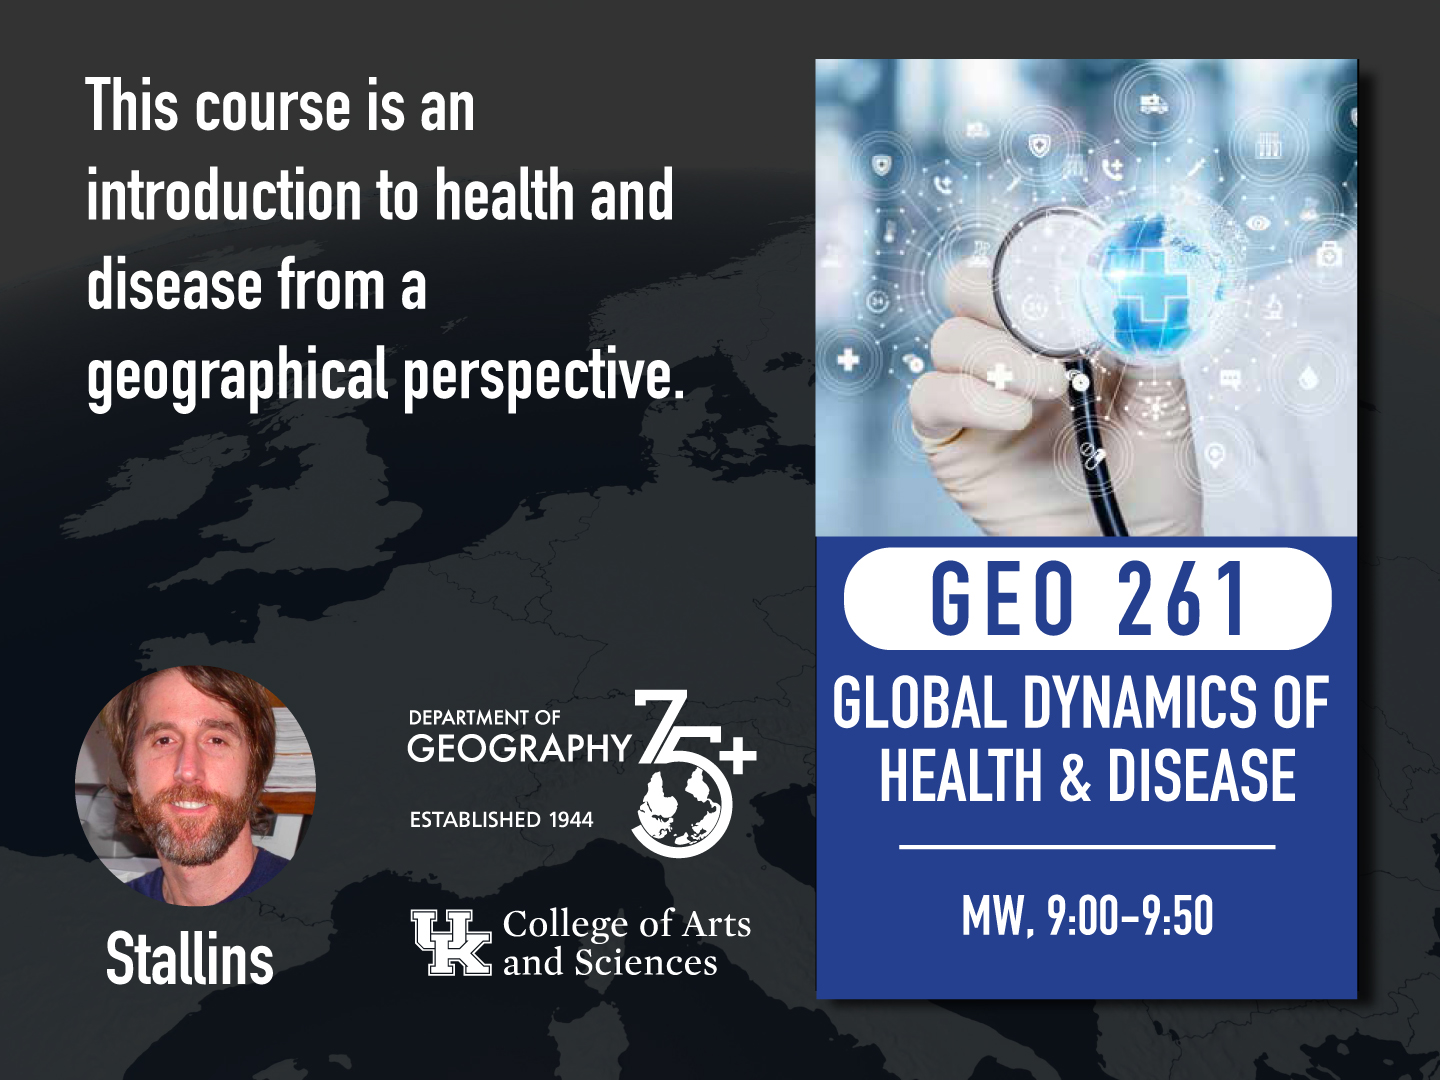 This course is an
introduction to health and
disease from a
geographical perspective.
GEO 261
GLOBAL DYNAMICS OF
HEALTH & DISEASE
MW, 9:00-9:50
Stallins
DEPARTMENT OF
GEOGRAPHY 75+
ESTABLISHED 1944
UK College of Arts
and Sciences